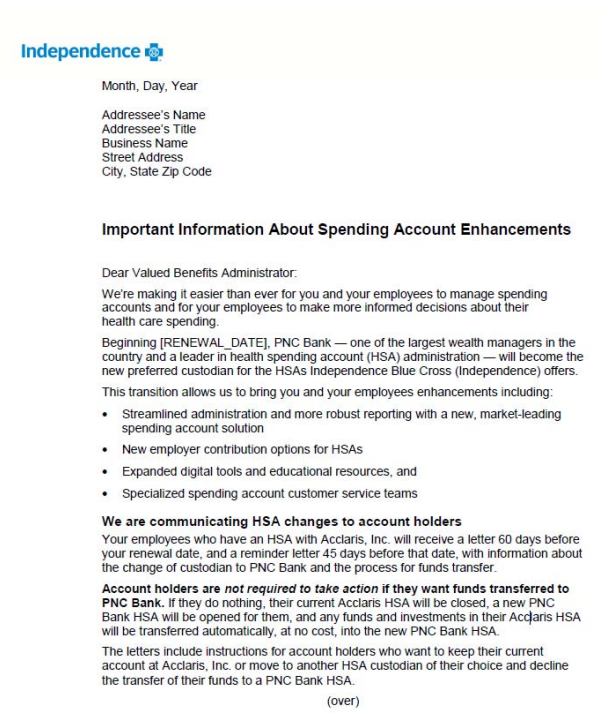 Independence
Month, Day, Year
Addressee's Name
Addressee's Title
Business Name
Street Address
City, State Zip Code
Important Information About Spending Account Enhancements
Dear Valued Benefits Administrator:
We're making it easier than ever for you and your employees to manage spending
accounts and for your employees to make more informed decisions about their
health care spending.
Beginning [RENEWAL_DATE], PNC Bank — one of the largest wealth managers in the
country and a leader in health spending account (HSA) administration — will become the
new preferred custodian for the HSAs Independence Blue Cross (Independence) offers.
This transition allows us to bring you and your employees enhancements including:
• Streamlined administration and more robust reporting with a new, market-leading
spending account solution
• New employer contribution options for HSAs
• Expanded digital tools and educational resources, and
• Specialized spending account customer service teams
We are communicating HSA changes to account holders
Your employees who have an HSA with Acclaris, Inc. will receive a letter 60 days before
your renewal date, and a reminder letter 45 days before that date, with information about
the change of custodian to PNC Bank and the process for funds transfer.
Account holders are not required to take action if they want funds transferred to
PNC Bank. If they do nothing, their current Acclaris HSA will be closed, a new PNC
Bank HSA will be opened for them, and any funds and investments in their Acclaris HSA
will be transferred automatically, at no cost, into the new PNC Bank HSA.
The letters include instructions for account holders who want to keep their current
account at Acclaris, Inc. or move to another HSA custodian of their choice and decline
the transfer of their funds to a PNC Bank HSA.
(over)